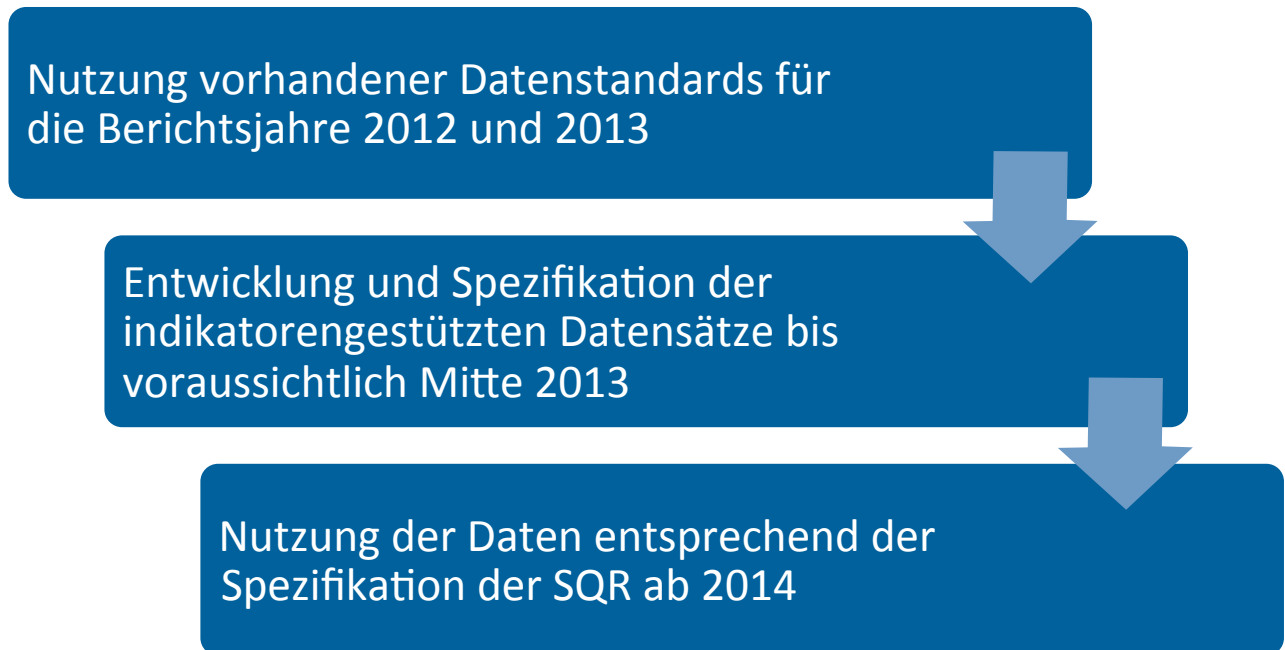 Nutzung vorhandener Datenstandards für
die Berichtsjahre 2012 und 2013
Entwicklung und Spezifikation der
indikatorengestützten Datensätze bis
voraussichtlich Mitte 2013
Nutzung der Daten entsprechend der
Spezifikation der SQR ab 2014